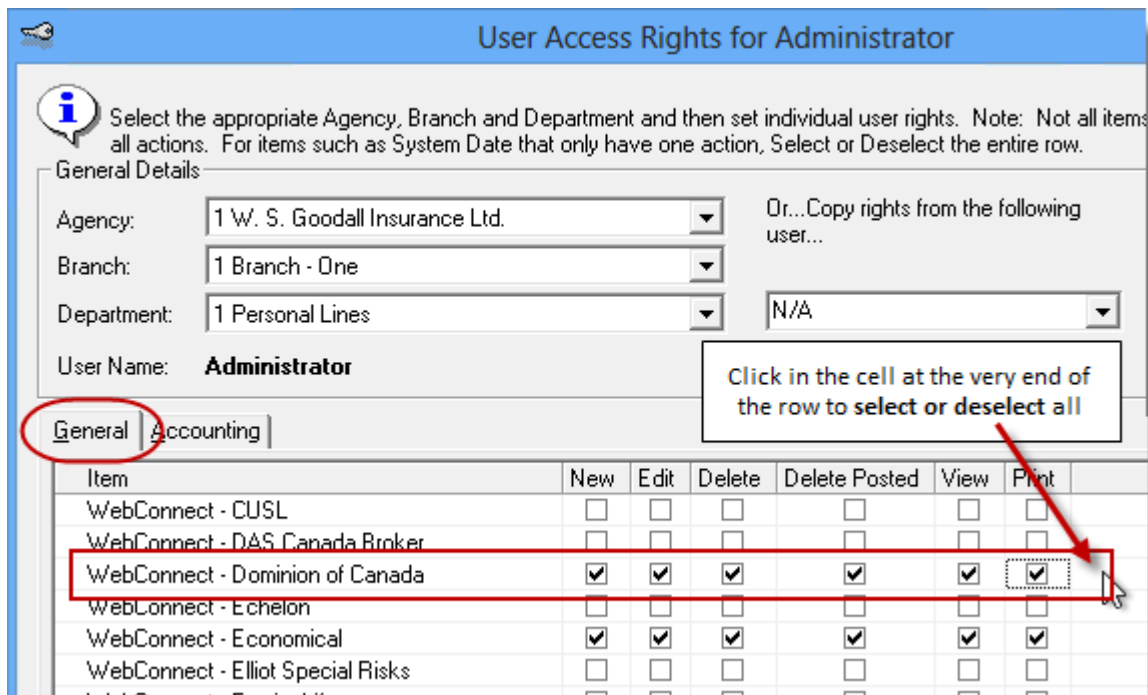 User Access Rights for Administrator
Select the appropriate Agency, Branch and Department and then set individual user rights. Note: Not all items
all actions. For items such as System Date that only have one action, Select or Deselect the entire row.
General Details
Agency: 1 W. S. Goodall Insurance Ltd.
Or...Copy rights from the following
user...
Branch: 1 Branch - One
Department: 1 Personal Lines
N/A
User Name: Administrator
Click in the cell at the very end of
the row to select or deselect all
General Accounting
Item New Edit Delete Delete Posted View Print
WebConnect - CUSL
WebConnect - DAS Canada Broker
WebConnect - Dominion of Canada
WebConnect - Echelon
WebConnect - Economical
WebConnect - Elliot Special Risks